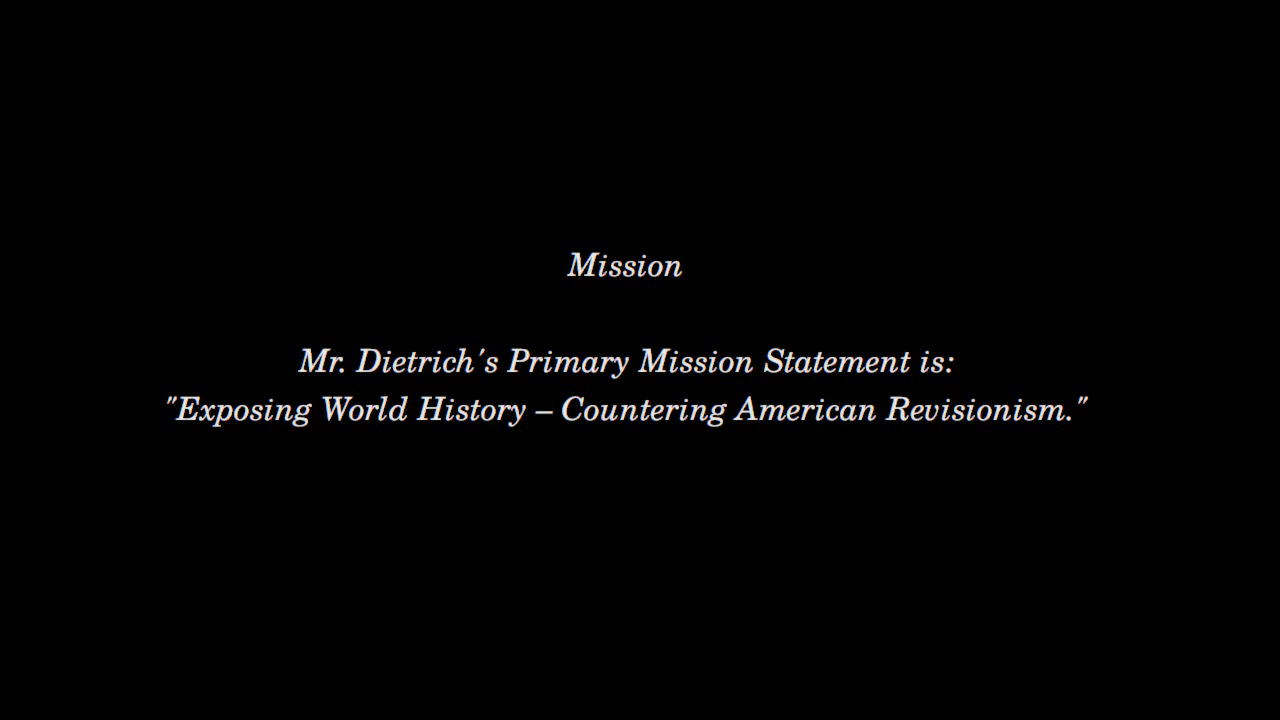 Mission
Mr. Dietrich's Primary Mission Statement is:
"Exposing World History – Countering American Revisionism."